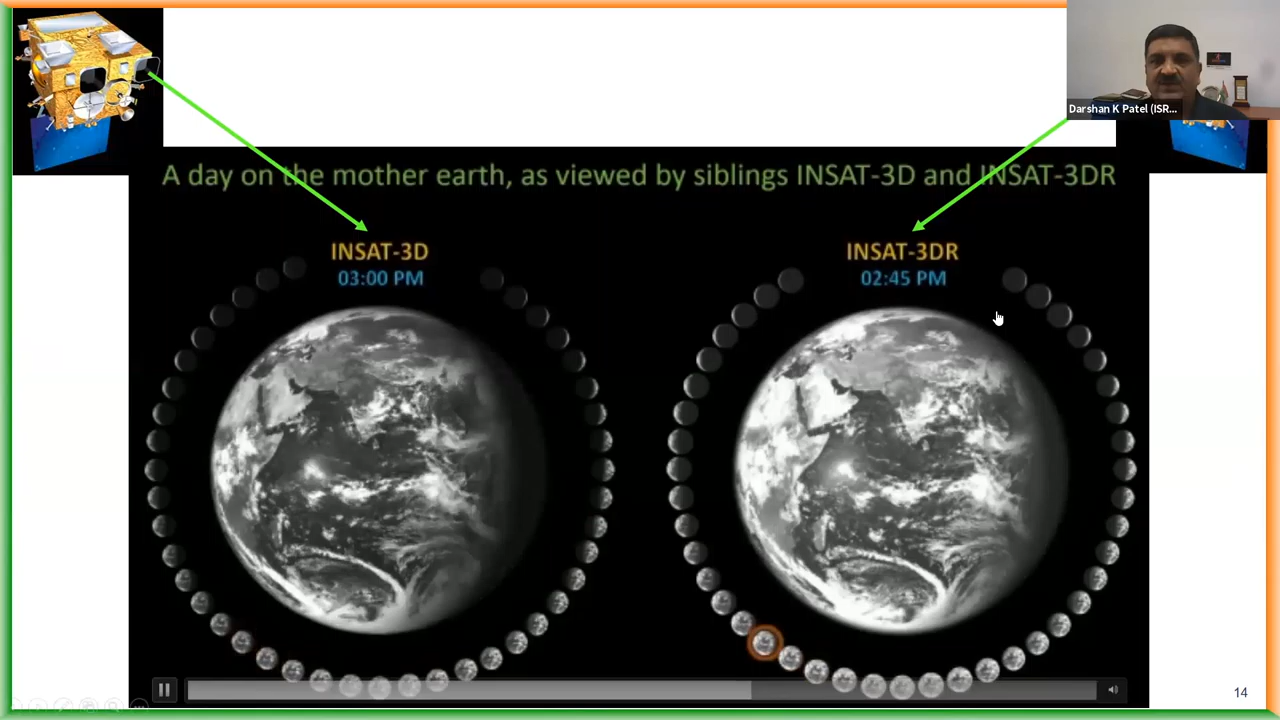 Darshan K Patel (ISR...
A day on the mother earth, as viewed by siblings INSAT-3D and INSAT-3DR
INSAT-3D
03:00 PM
INSAT-3DR
02:45 PM
14